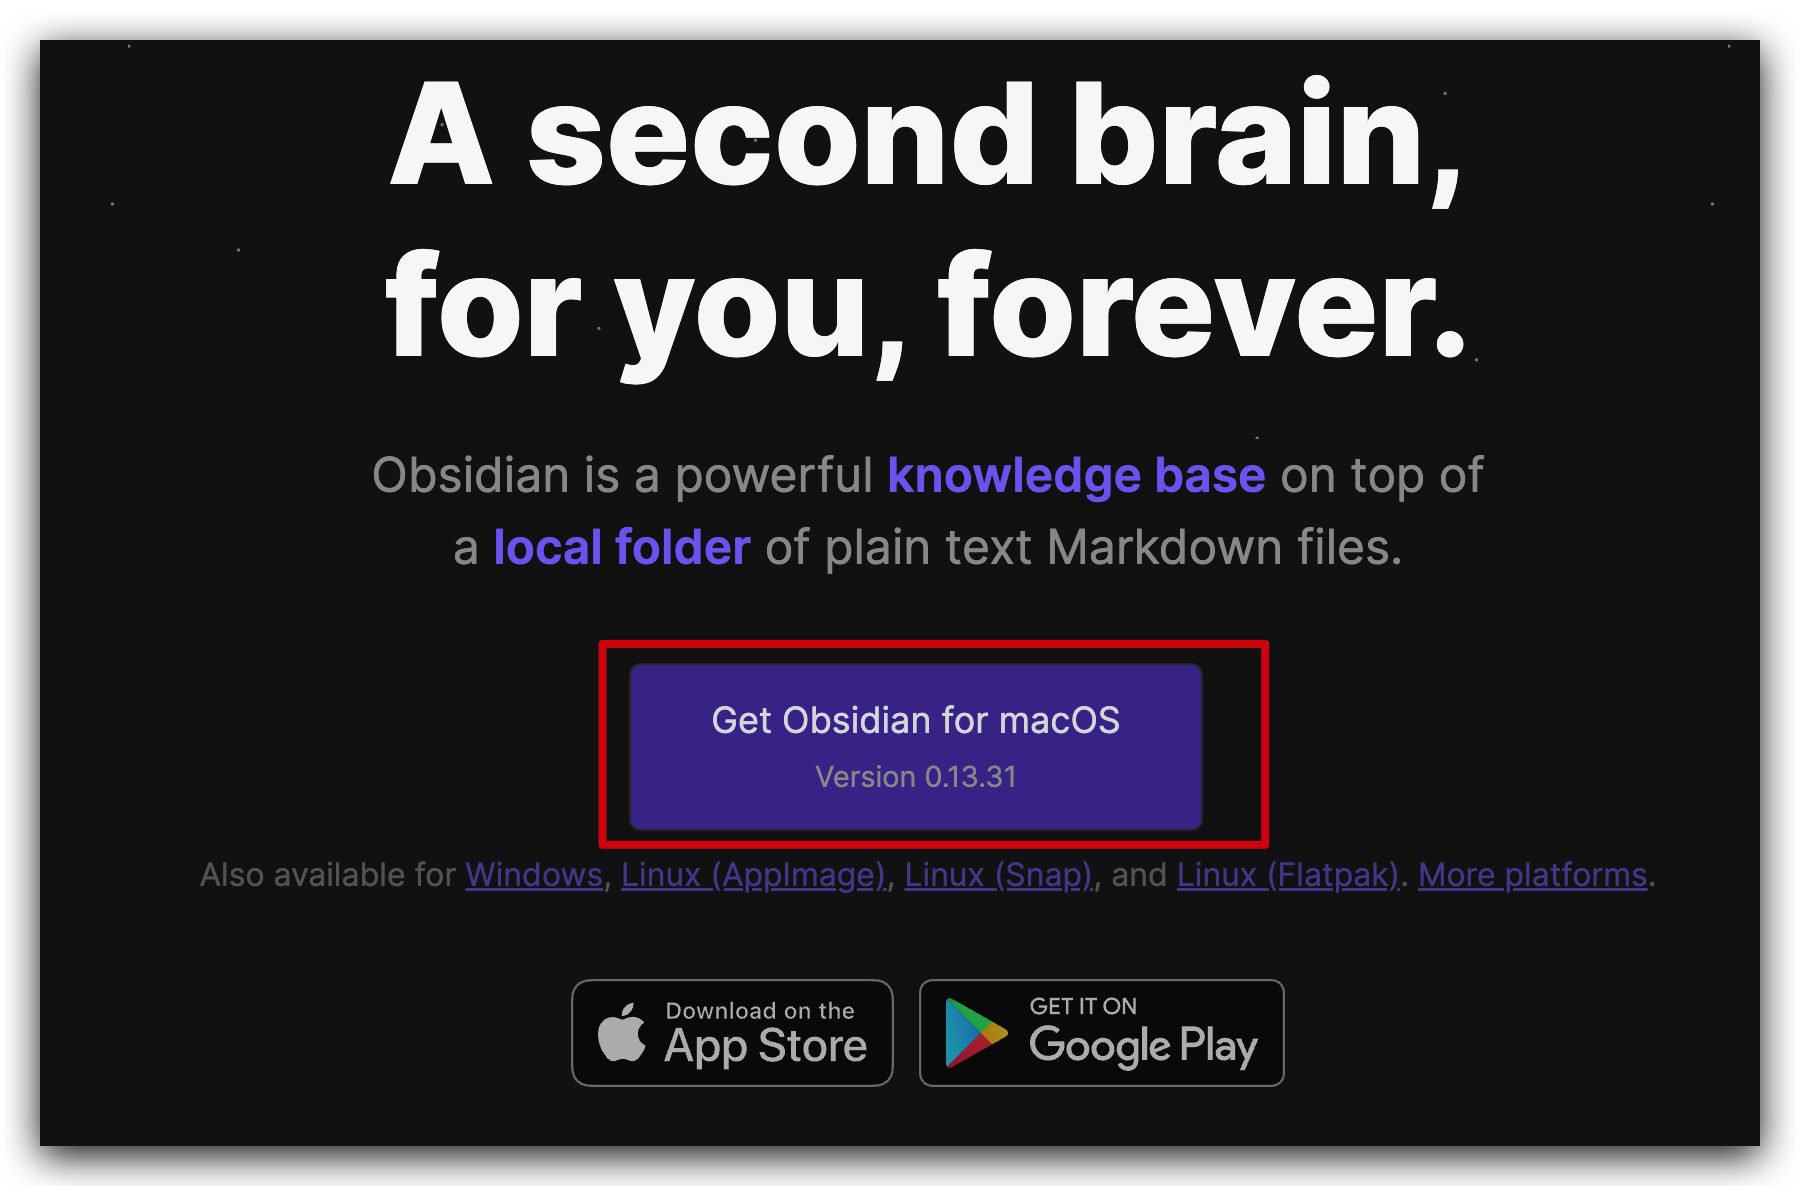 A second brain,
for you, forever.
Obsidian is a powerful knowledge base on top of
a local folder of plain text Markdown files.
Get Obsidian for macOS
Version 0.13.31
Also available for Windows, Linux (AppImage), Linux (Snap), and Linux (Flatpak). More platforms.
Download on the
App Store
GET IT ON
Google Play